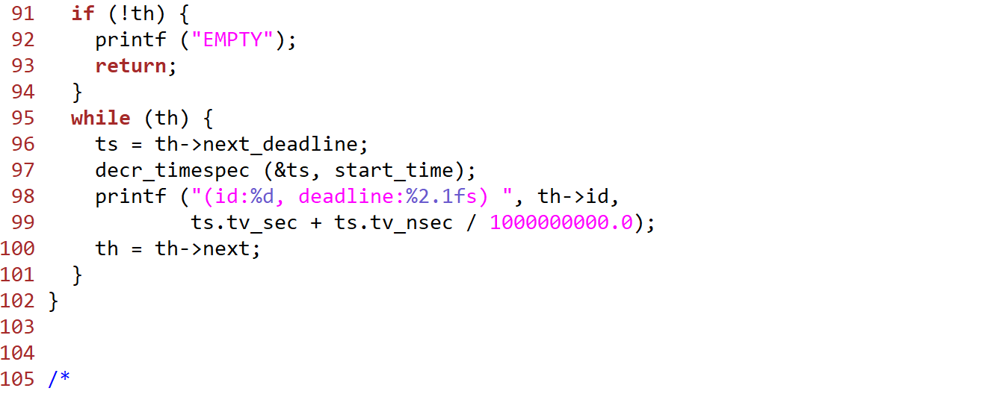 91   if (!th) {
92     printf ("EMPTY");
93     return;
94   }
95   while (th) {
96     ts = th->next_deadline;
97     decr_timespec (&ts, start_time);
98     printf ("(id:%d, deadline:%2.1fs) ", th->id,
99             ts.tv_sec + ts.tv_nsec / 1000000000.0);
100     th = th->next;
101   }
102 }
103
104
105 /*